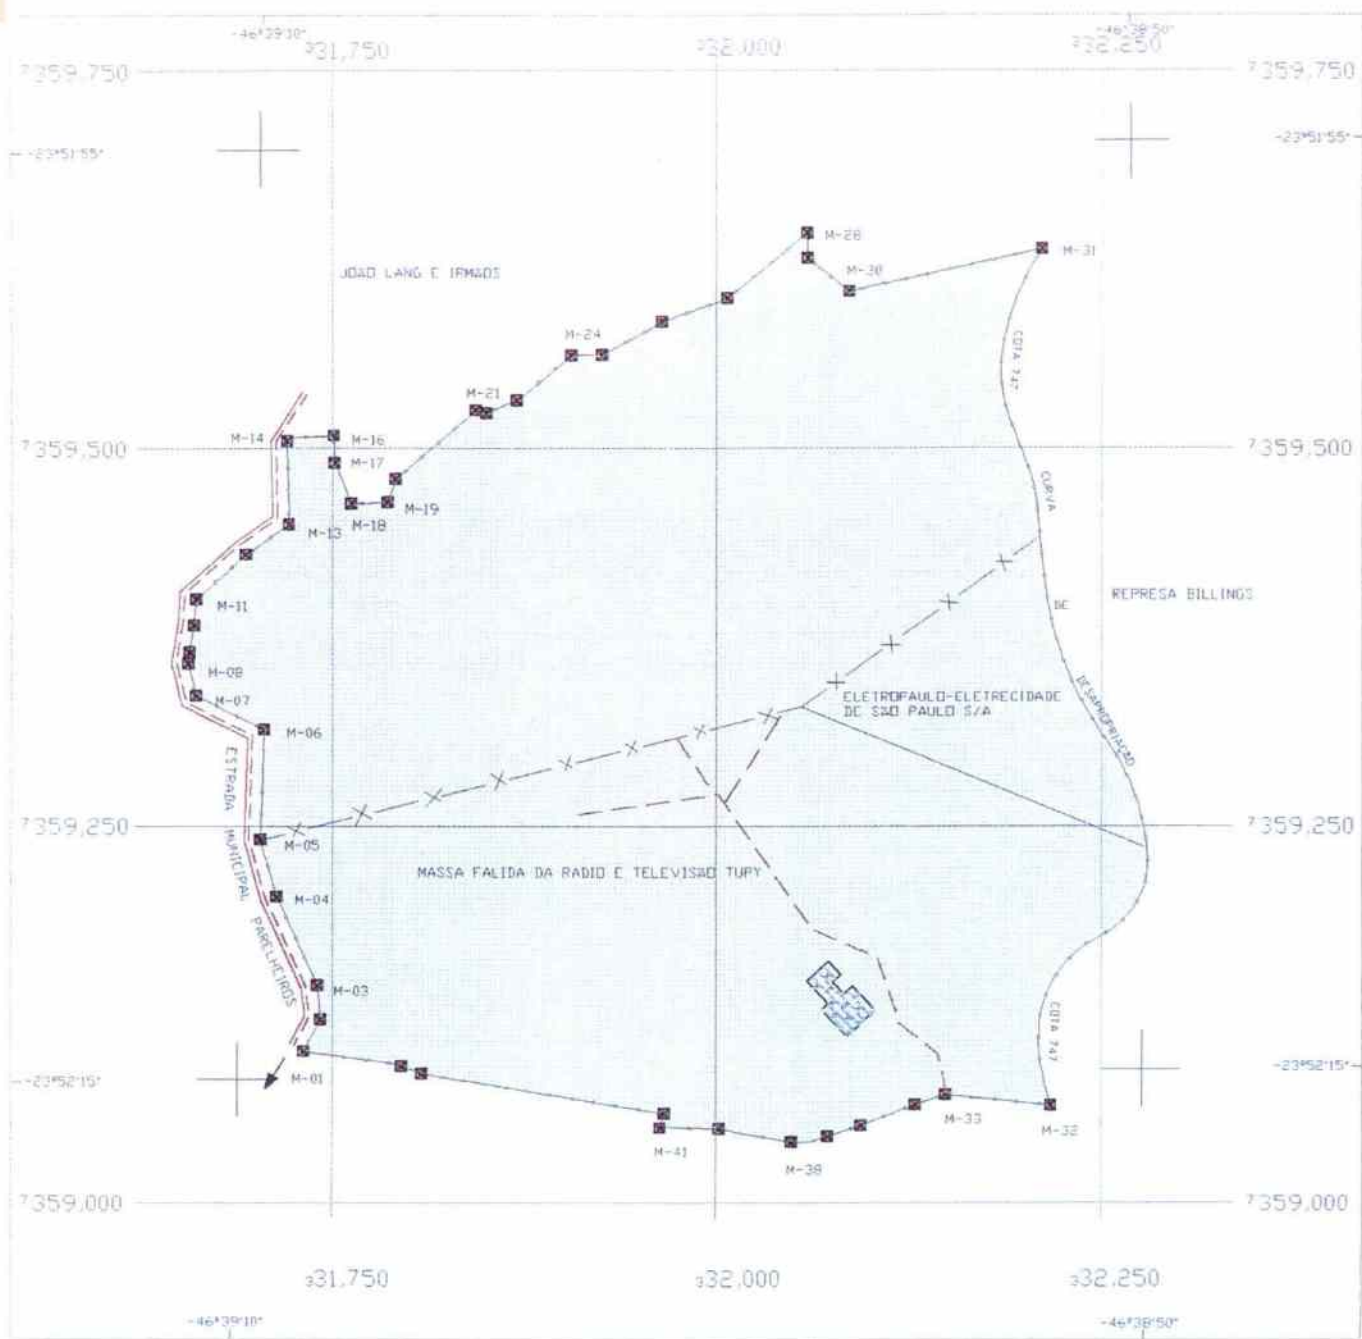 -46°39'10"
-46°38'50"
331,750
332,000
332,250
7359,750
7359,750
-23°51'55"
-23°51'55"
M-28
M-31
JOAO LANG E IRMAOS
M-30
M-24
COTA 747
M-21
M-14
M-16
7359,500
7359,500
M-17
CURVA
M-19
M-18
M-13
M-11
DE
REPRESA BILLINGS
M-08
M-07
ELETROPAULO-ELETRECIDADE
DE SAO PAULO S/A
DESAPROPRIAÇAO
M-06
ESTRADA MUNICIPAL PARELHEIROS
7359,250
7359,250
M-05
MASSA FALIDA DA RADIO E TELEVISAO TUPY
M-04
M-03
COTA 747
M-01
-23°52'15"
-23°52'15"
M-33
M-32
M-41
M-38
7359,000
7359,000
331,750
332,000
332,250
-46°39'10"
-46°38'50"